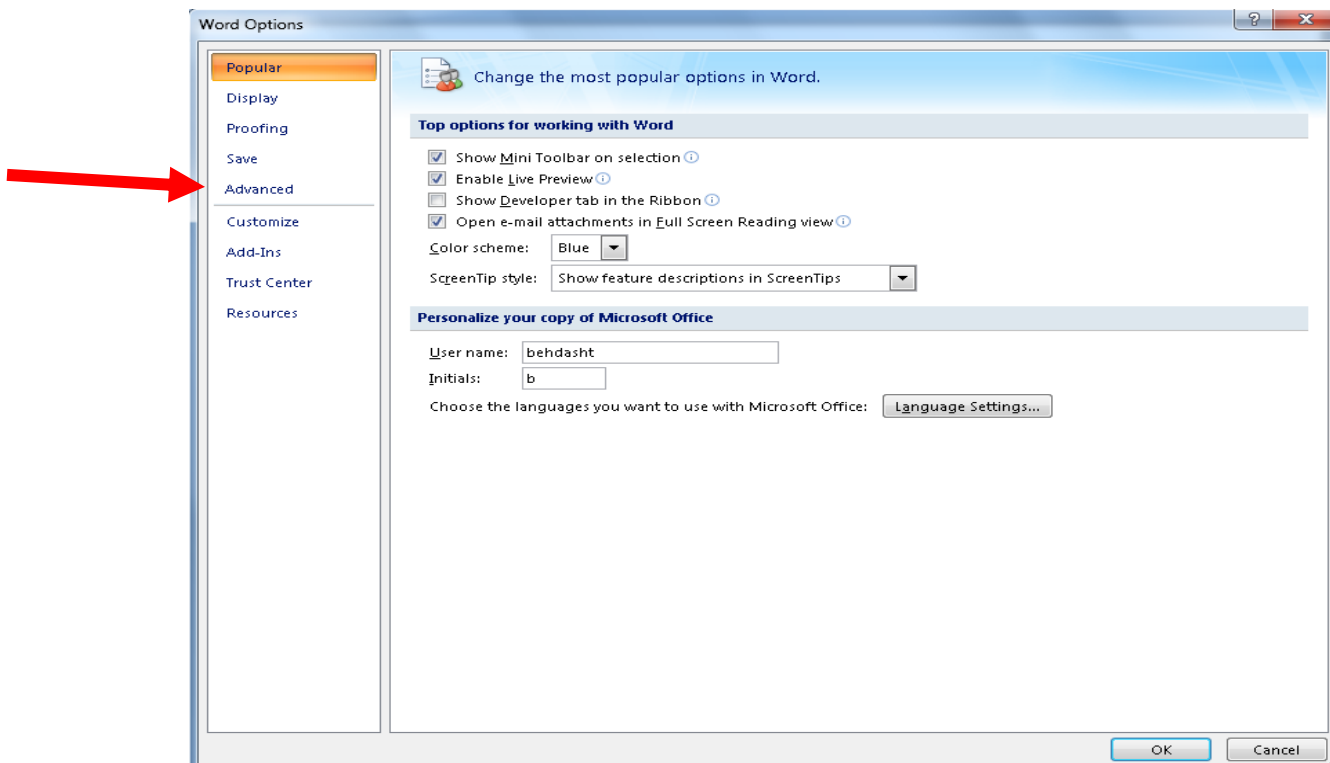 Word Options
Popular
Display
Proofing
Save
Advanced
Customize
Add-Ins
Trust Center
Resources
Change the most popular options in Word.
Top options for working with Word
Show Mini Toolbar on selection
Enable Live Preview
Show Developer tab in the Ribbon
Open e-mail attachments in Full Screen Reading view
Color scheme: Blue
ScreenTip style: Show feature descriptions in ScreenTips
Personalize your copy of Microsoft Office
User name: behdasht
Initials: b
Choose the languages you want to use with Microsoft Office: Language Settings...
OK Cancel